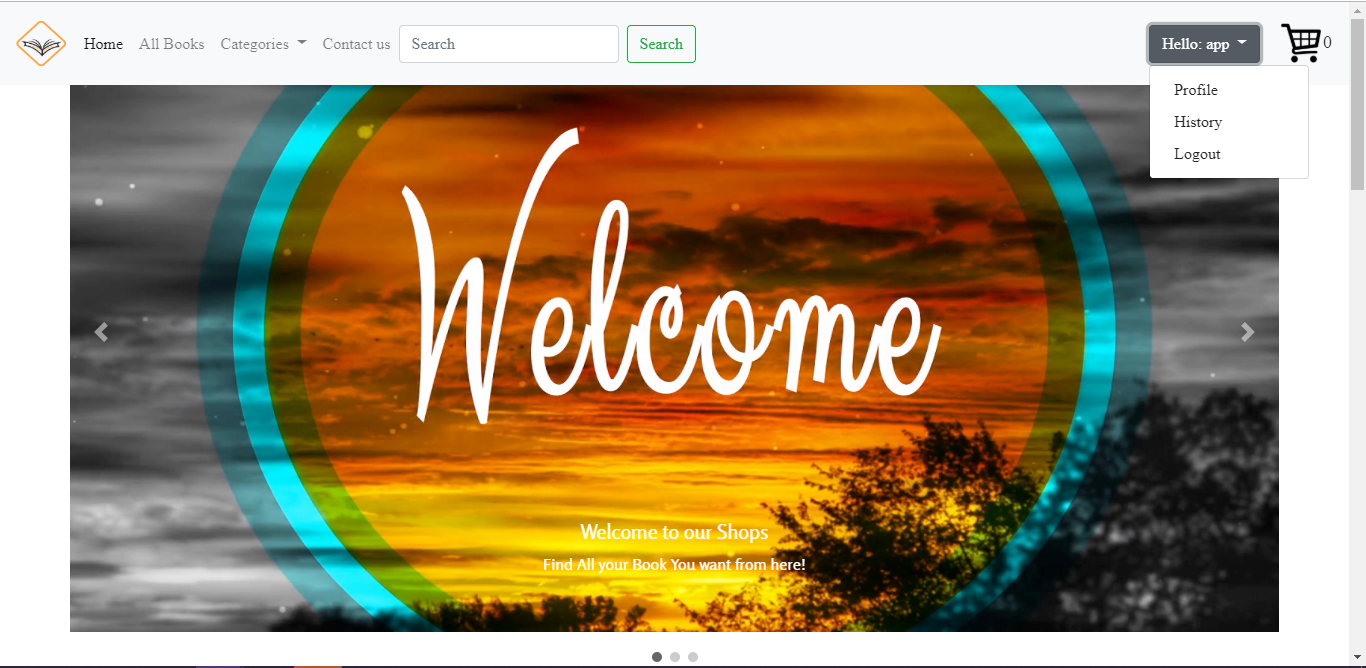 Home All Books Categories Contact us Search Search Hello: app 0
Profile
History
Logout
Welcome
Welcome to our Shops
Find All your Book You want from here!